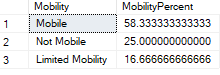 Mobility MobilityPercent
1 Mobile 58.333333333333
2 Not Mobile 25.000000000000
3 Limited Mobility 16.666666666666